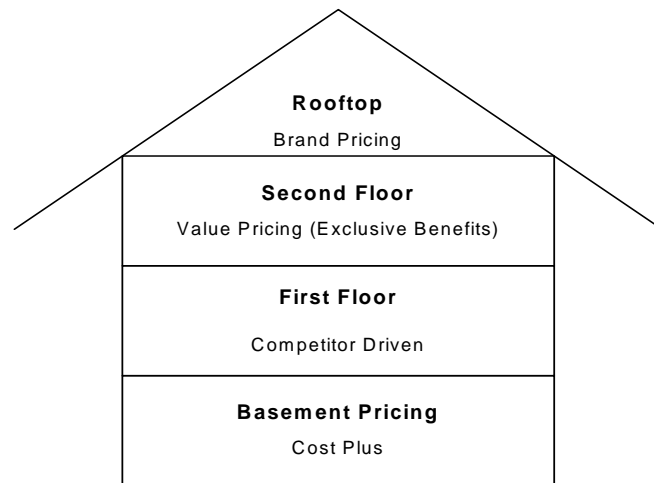 Rooftop
Brand Pricing
Second Floor
Value Pricing (Exclusive Benefits)
First Floor
Competitor Driven
Basement Pricing
Cost Plus